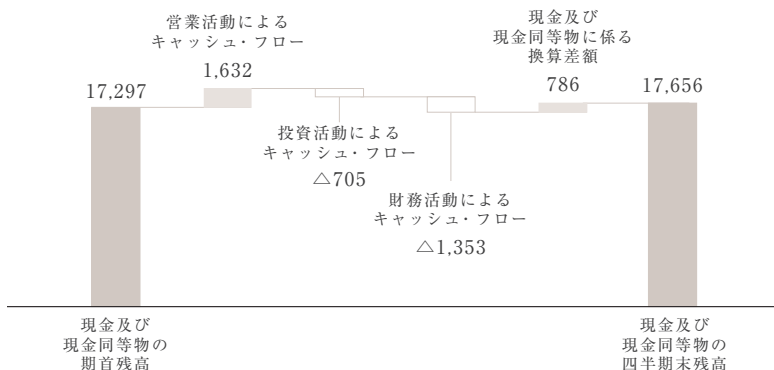 営業活動による
キャッシュ・フロー
1,632
現金及び
現金同等物に係る
換算差額
786
17,297
17,656
投資活動による
キャッシュ・フロー
△705
財務活動による
キャッシュ・フロー
△1,353
現金及び
現金同等物の
期首残高
現金及び
現金同等物の
四半期末残高